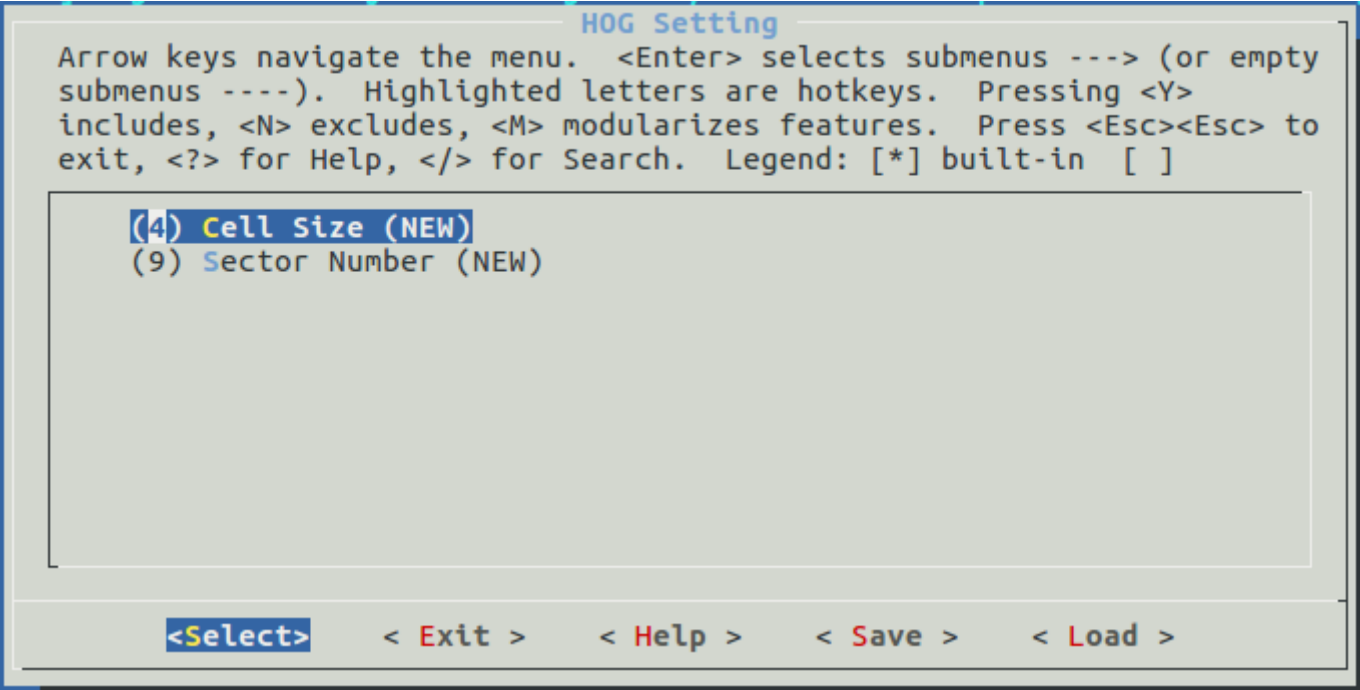 HOG Setting
Arrow keys navigate the menu.  <Enter> selects submenus ---> (or empty
submenus ----).  Highlighted letters are hotkeys.  Pressing <Y>
includes, <N> excludes, <M> modularizes features.  Press <Esc><Esc> to
exit, <?> for Help, </> for Search.  Legend: [*] built-in  [ ]
(4) Cell Size (NEW)
(9) Sector Number (NEW)
<Select>    < Exit >    < Help >    < Save >    < Load >